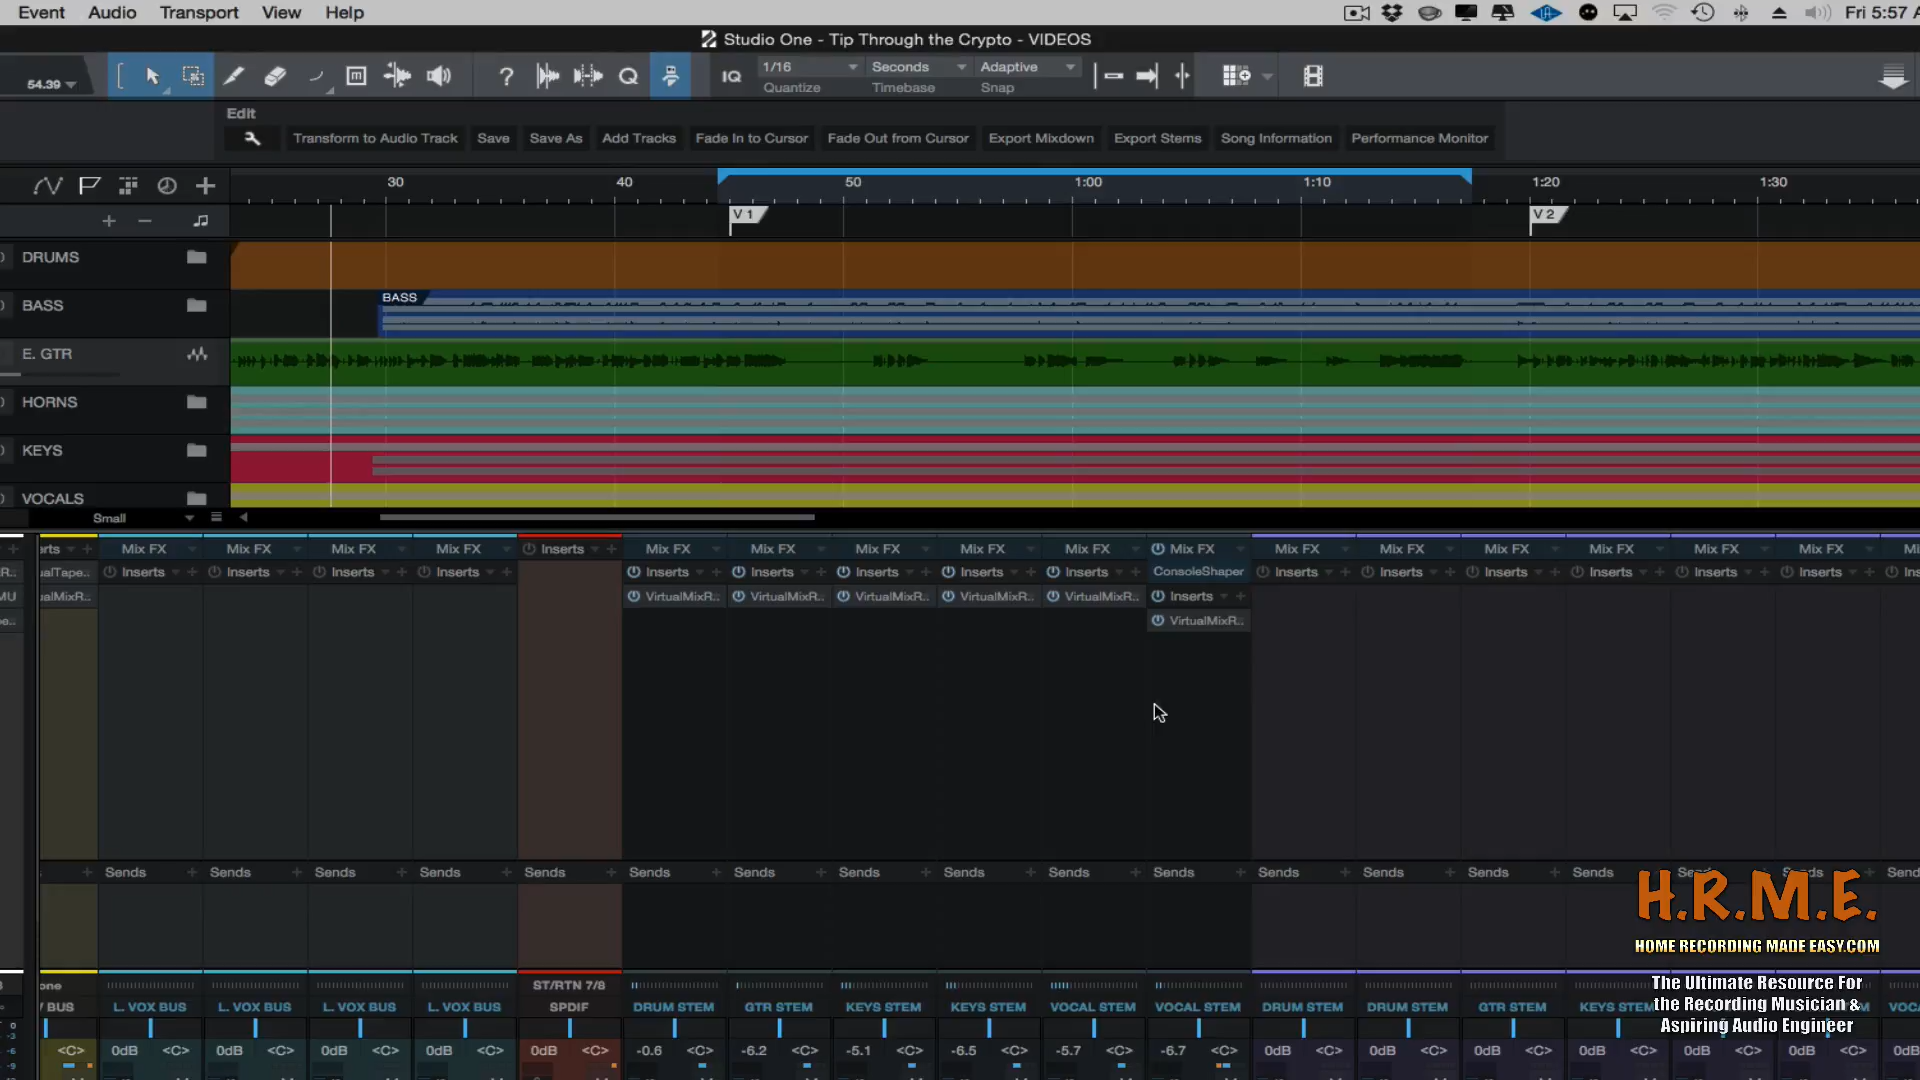 Event Audio Transport View Help Fri 5:57 A
Studio One - Tip Through the Crypto - VIDEOS
54.39 ? Q IQ 1/16 Seconds Adaptive
Quantize Timebase Snap
Edit
Transform to Audio Track Save Save As Add Tracks Fade In to Cursor Fade Out from Cursor Export Mixdown Export Stems Song Information Performance Monitor
30 40 50 1:00 1:10 1:20 1:30
V 1 V 2
DRUMS
BASS BASS
E. GTR
HORNS
KEYS
VOCALS
Small
erts Mix FX Mix FX Mix FX Mix FX Inserts Mix FX Mix FX Mix FX Mix FX Mix FX Mix FX Mix FX Mix FX Mix FX Mix FX Mix FX Mix FX
R.. ualTape.. Inserts Inserts Inserts Inserts Inserts Inserts Inserts Inserts Inserts ConsoleShaper Inserts Inserts Inserts Inserts Inserts Inserts
MU ualMixR.. VirtualMixR.. VirtualMixR.. VirtualMixR.. VirtualMixR.. VirtualMixR.. Inserts
VirtualMixR..
Sends Sends Sends Sends Sends Sends Sends Sends Sends Sends Sends Sends Sends Sends Sends
H.R.M.E.
HOME RECORDING MADE EASY.COM
The Ultimate Resource For
the Recording Musician &
Aspiring Audio Engineer
one ST/RTN 7/8
BUS L. VOX BUS L. VOX BUS L. VOX BUS L. VOX BUS SPDIF DRUM STEM GTR STEM KEYS STEM KEYS STEM VOCAL STEM VOCAL STEM DRUM STEM DRUM STEM GTR STEM KEYS
<C> 0dB <C> 0dB <C> 0dB <C> 0dB <C> 0dB <C> -0.6 <C> -6.2 <C> -5.1 <C> -6.5 <C> -5.7 <C> -6.7 <C> 0dB <C> 0dB <C> 0dB <C> 0dB <C> 0dB <C> 0dB <C> 0dB